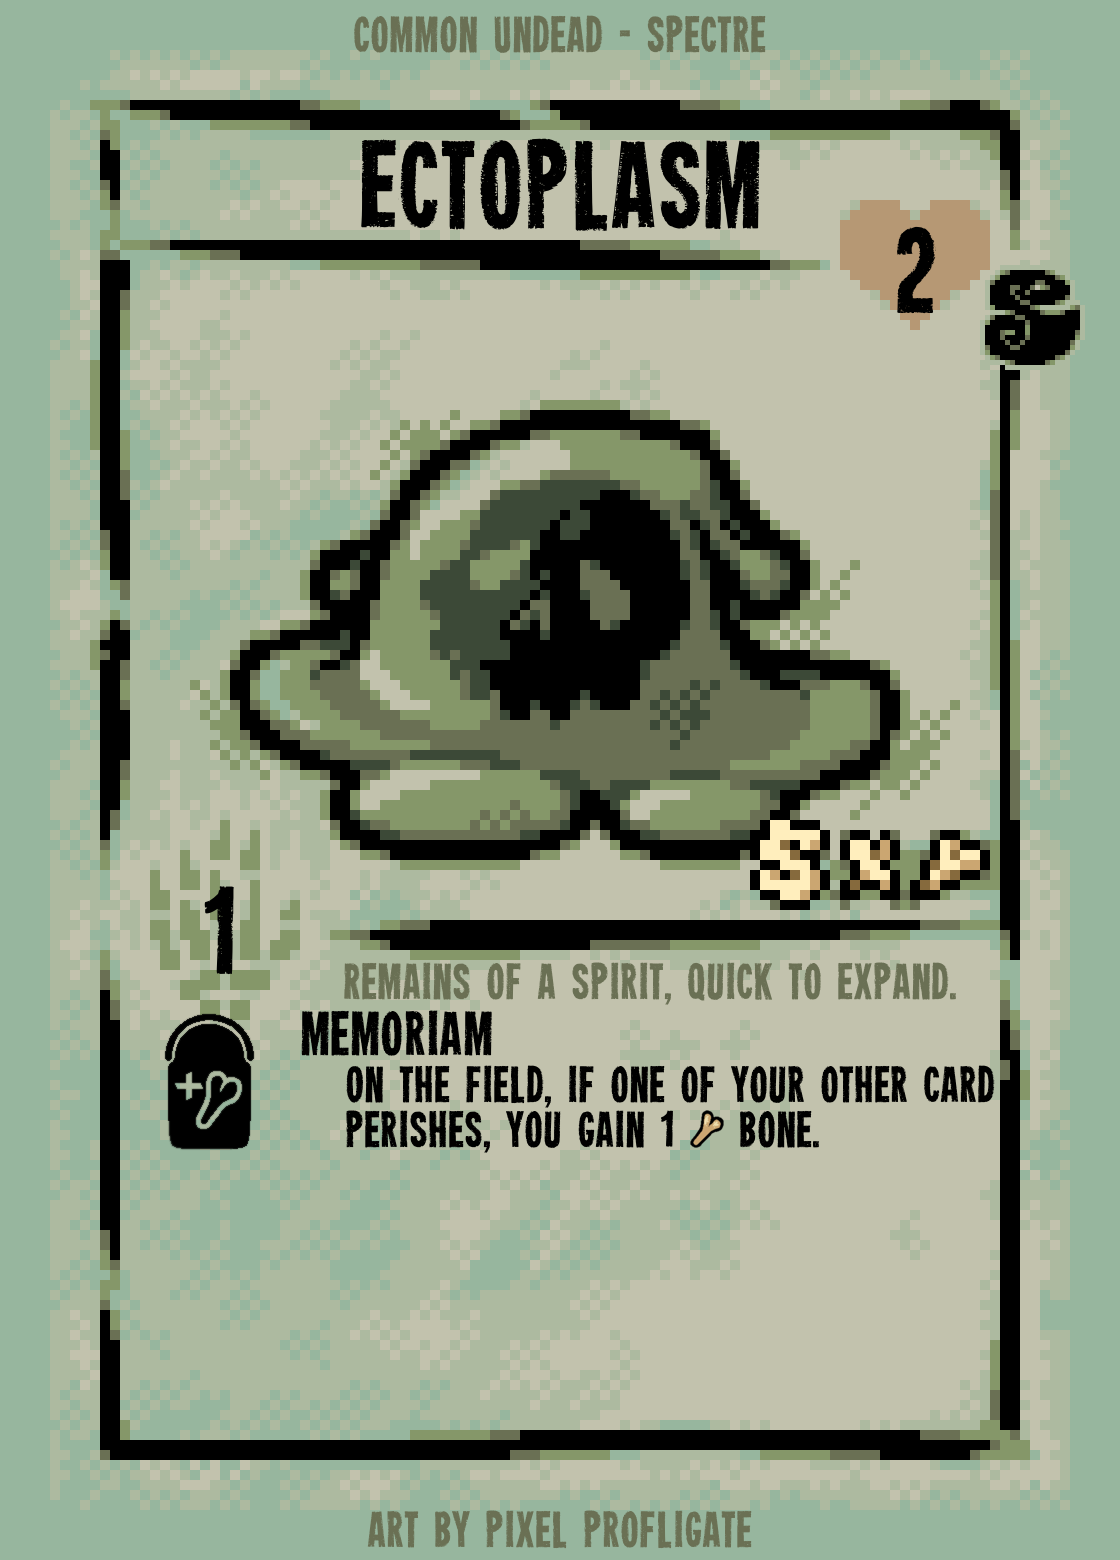 COMMON UNDEAD - SPECTRE
ECTOPLASM
2
5 X
1
REMAINS OF A SPIRIT, QUICK TO EXPAND.
MEMORIAM
ON THE FIELD, IF ONE OF YOUR OTHER CARD
PERISHES, YOU GAIN 1 BONE.
ART BY PIXEL PROFLIGATE